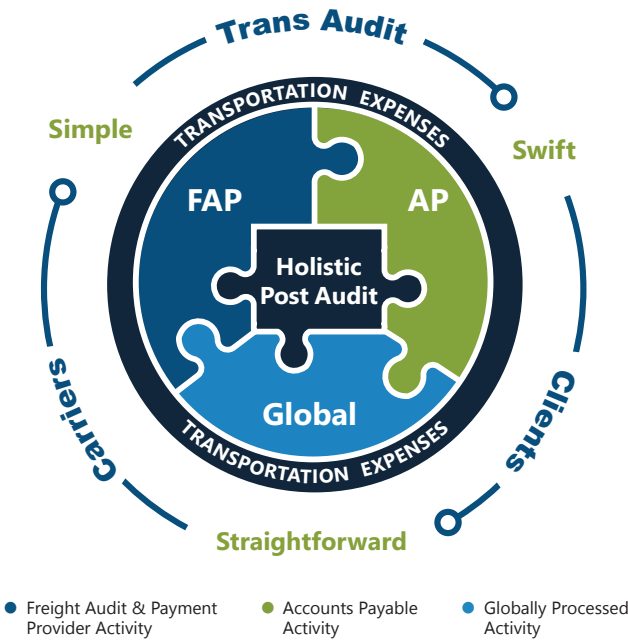 Trans Audit
TRANSPORTATION EXPENSES
Simple
Swift
FAP
AP
Holistic
Post Audit
Global
Carriers
Clients
TRANSPORTATION EXPENSES
Straightforward
Freight Audit & Payment
Provider Activity
Accounts Payable
Activity
Globally Processed
Activity